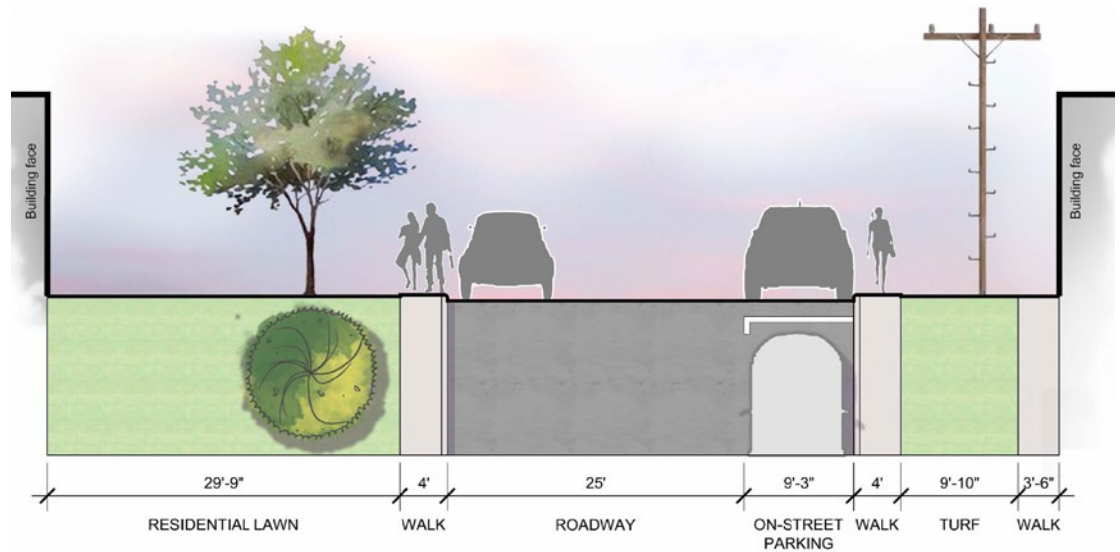 Building face
Building face
29'-9"
4'
25'
9'-3"
4'
9'-10"
3'-6"
RESIDENTIAL LAWN
WALK
ROADWAY
ON-STREET
PARKING
WALK
TURF
WALK